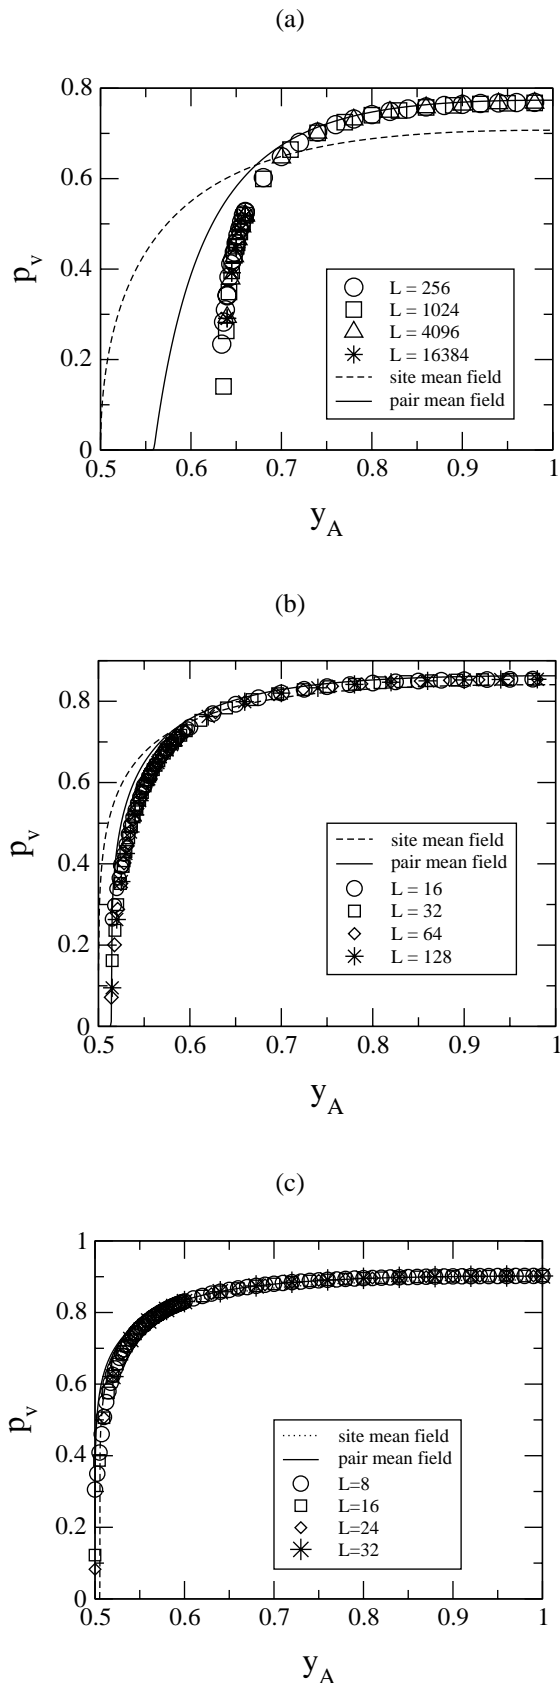 (a)
0.8
0.6
0.4
0.2
0
p_v
L = 256
L = 1024
L = 4096
L = 16384
site mean field
pair mean field
0.5 0.6 0.7 0.8 0.9 1
y_A
(b)
0.8
0.6
0.4
0.2
0
p_v
site mean field
pair mean field
L = 16
L = 32
L = 64
L = 128
0.5 0.6 0.7 0.8 0.9 1
y_A
(c)
1
0.8
0.6
0.4
0.2
0
p_v
site mean field
pair mean field
L=8
L=16
L=24
L=32
0.5 0.6 0.7 0.8 0.9 1
y_A